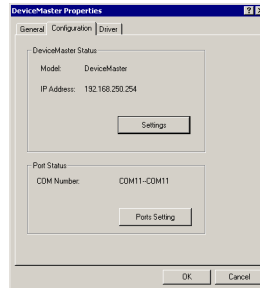 DeviceMaster Properties
General Configuration Driver
DeviceMaster Status
Model: DeviceMaster
IP Address: 192.168.250.254
Settings
Port Status
COM Number: COM11--COM11
Ports Setting
OK Cancel